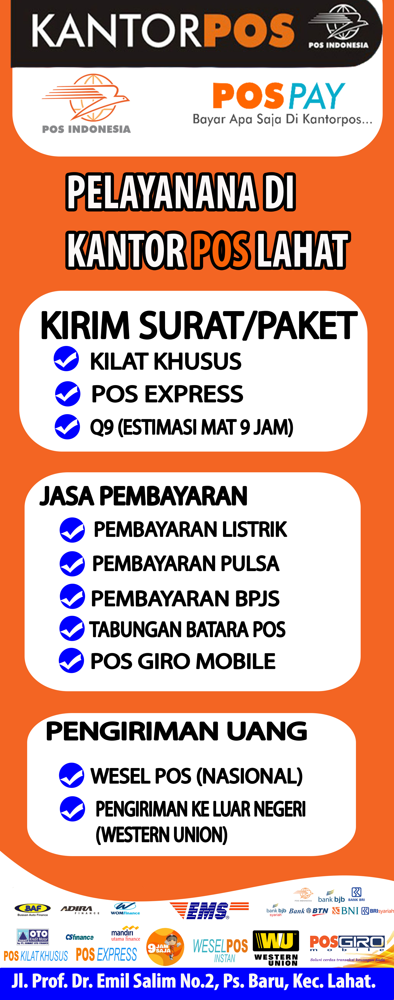 KANTORPOS
POS INDONESIA
POS INDONESIA
POSPAY
Bayar Apa Saja Di Kantorpos...
PELAYANANA DI
KANTOR POS LAHAT
KIRIM SURAT/PAKET
KILAT KHUSUS
POS EXPRESS
Q9 (ESTIMASI MAT 9 JAM)
JASA PEMBAYARAN
PEMBAYARAN LISTRIK
PEMBAYARAN PULSA
PEMBAYARAN BPJS
TABUNGAN BATARA POS
POS GIRO MOBILE
PENGIRIMAN UANG
WESEL POS (NASIONAL)
PENGIRIMAN KE LUAR NEGERI
(WESTERN UNION)
POS INDONESIA
bank bjb
BANK BRI
BAF
Bussan Auto Finance
ADIRA
FINANCE
WOMFinance
EMS®
bank bjb
syariah
Bank BTN
BNI
BRIsyariah
Summit
OTO
Kredit Motor
by PT. SUMMIT OTO FINANCE
CSfinance
mandiri
utama finance
9 JAM
SAJA
WESELPOS
INSTAN
WU
WESTERN
UNION
POSGIRO
mobile
Solusi cerdas transaksi keuangan Anda
POS KILAT KHUSUS
POS EXPRESS
Jl. Prof. Dr. Emil Salim No.2, Ps. Baru, Kec. Lahat.